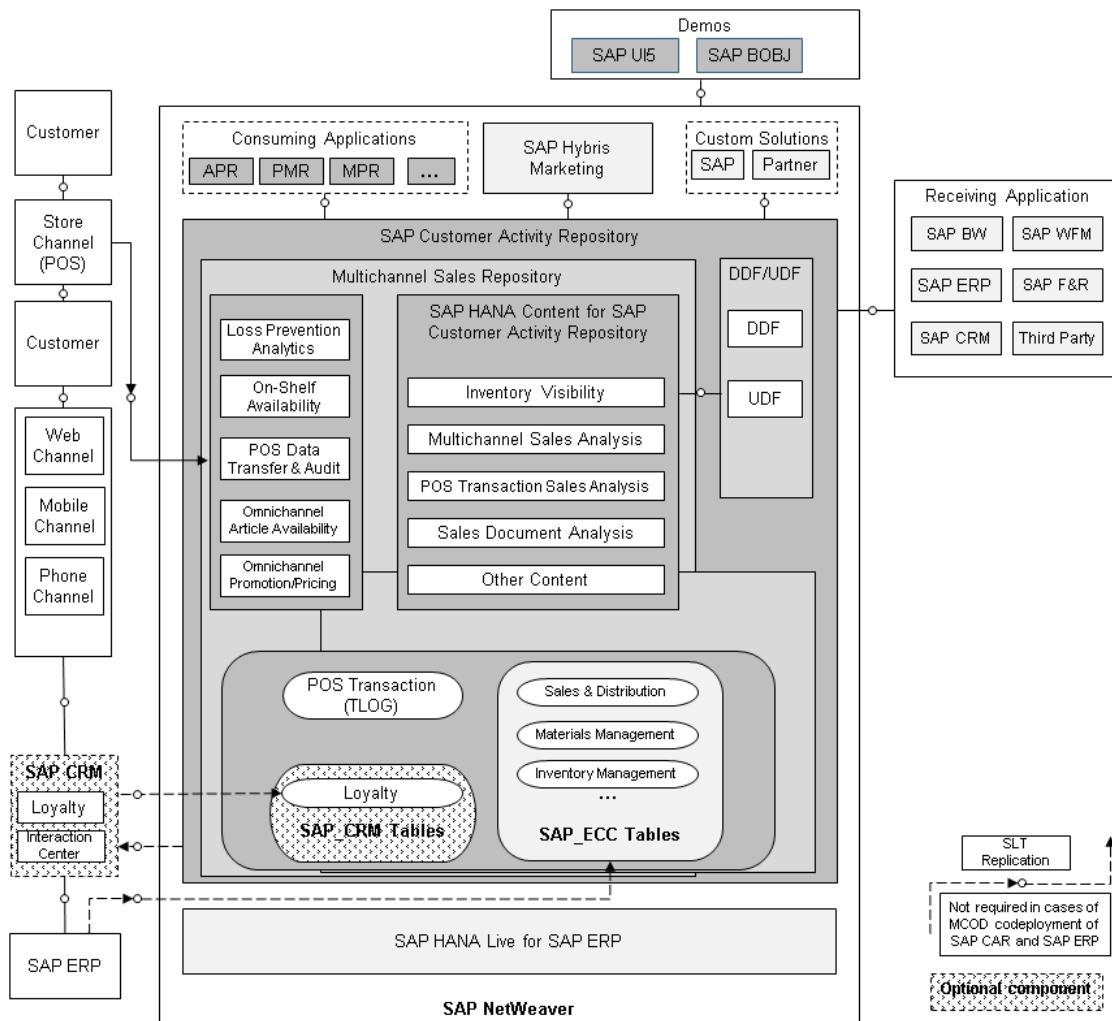 Demos
SAP UI5
SAP BOBJ
Customer
Store
Channel
(POS)
Customer
Web
Channel
Mobile
Channel
Phone
Channel
SAP CRM
Loyalty
Interaction
Center
SAP ERP
Consuming Applications
APR
PMR
MPR
...
SAP Hybris
Marketing
Custom Solutions
SAP
Partner
SAP Customer Activity Repository
Multichannel Sales Repository
Loss Prevention
Analytics
On-Shelf
Availability
POS Data
Transfer & Audit
Omnichannel
Article Availability
Omnichannel
Promotion/Pricing
SAP HANA Content for SAP
Customer Activity Repository
Inventory Visibility
Multichannel Sales Analysis
POS Transaction Sales Analysis
Sales Document Analysis
Other Content
DDF/UDF
DDF
UDF
POS Transaction
(TLOG)
Loyalty
SAP_CRM Tables
Sales & Distribution
Materials Management
Inventory Management
...
SAP_ECC Tables
SAP HANA Live for SAP ERP
SAP NetWeaver
Receiving Application
SAP BW
SAP WFM
SAP ERP
SAP F&R
SAP CRM
Third Party
SLT
Replication
Not required in cases of
MCOD codeployment of
SAP CAR and SAP ERP
Optional component